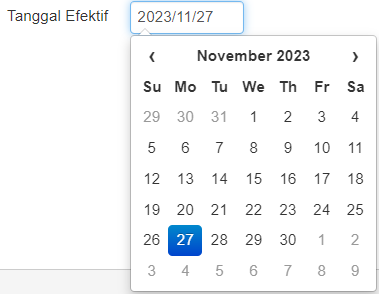 Tanggal Efektif 2023/11/27
‹ November 2023 ›
Su Mo Tu We Th Fr Sa
29 30 31 1 2 3 4
5 6 7 8 9 10 11
12 13 14 15 16 17 18
19 20 21 22 23 24 25
26 27 28 29 30 1 2
3 4 5 6 7 8 9